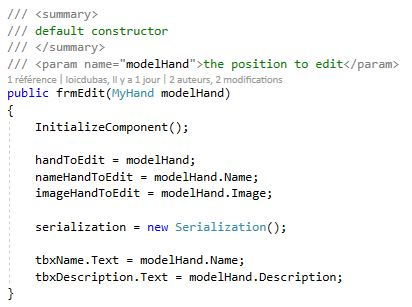 /// <summary>
/// default constructor
/// </summary>
/// <param name="modelHand">the position to edit</param>
1 référence | loicdubas, Il y a 1 jour | 2 auteurs, 2 modifications
public frmEdit(MyHand modelHand)
{
    InitializeComponent();

    handToEdit = modelHand;
    nameHandToEdit = modelHand.Name;
    imageHandToEdit = modelHand.Image;

    serialization = new Serialization();

    tbxName.Text = modelHand.Name;
    tbxDescription.Text = modelHand.Description;
}